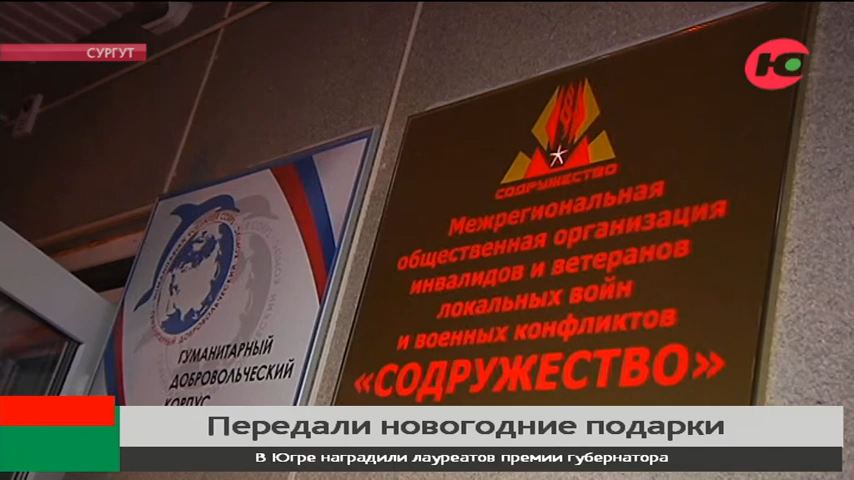 СУРГУТ
Ю
СОДРУЖЕСТВО
Межрегиональная
общественная организация
инвалидов и ветеранов
локальных войн
и военных конфликтов
«СОДРУЖЕСТВО»
ГУМАНИТАРНЫЙ
ДОБРОВОЛЬЧЕСКИЙ
КОРПУС
Передали новогодние подарки
В Югре наградили лауреатов премии губернатора